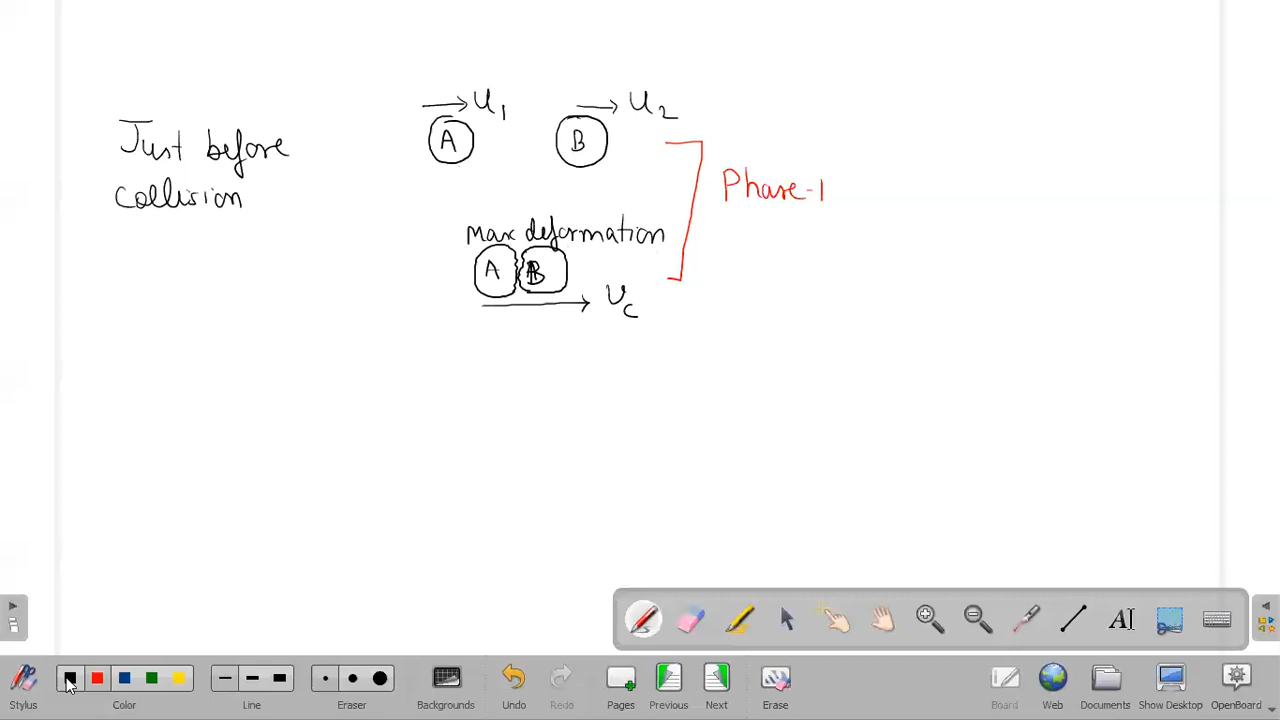 u₁ u₂
Just before A B
collision
Phase-1
max deformation
A B
v_c
Stylus Color Line Eraser Backgrounds Undo Redo Pages Previous Next Erase Board Web Documents Show Desktop OpenBoard